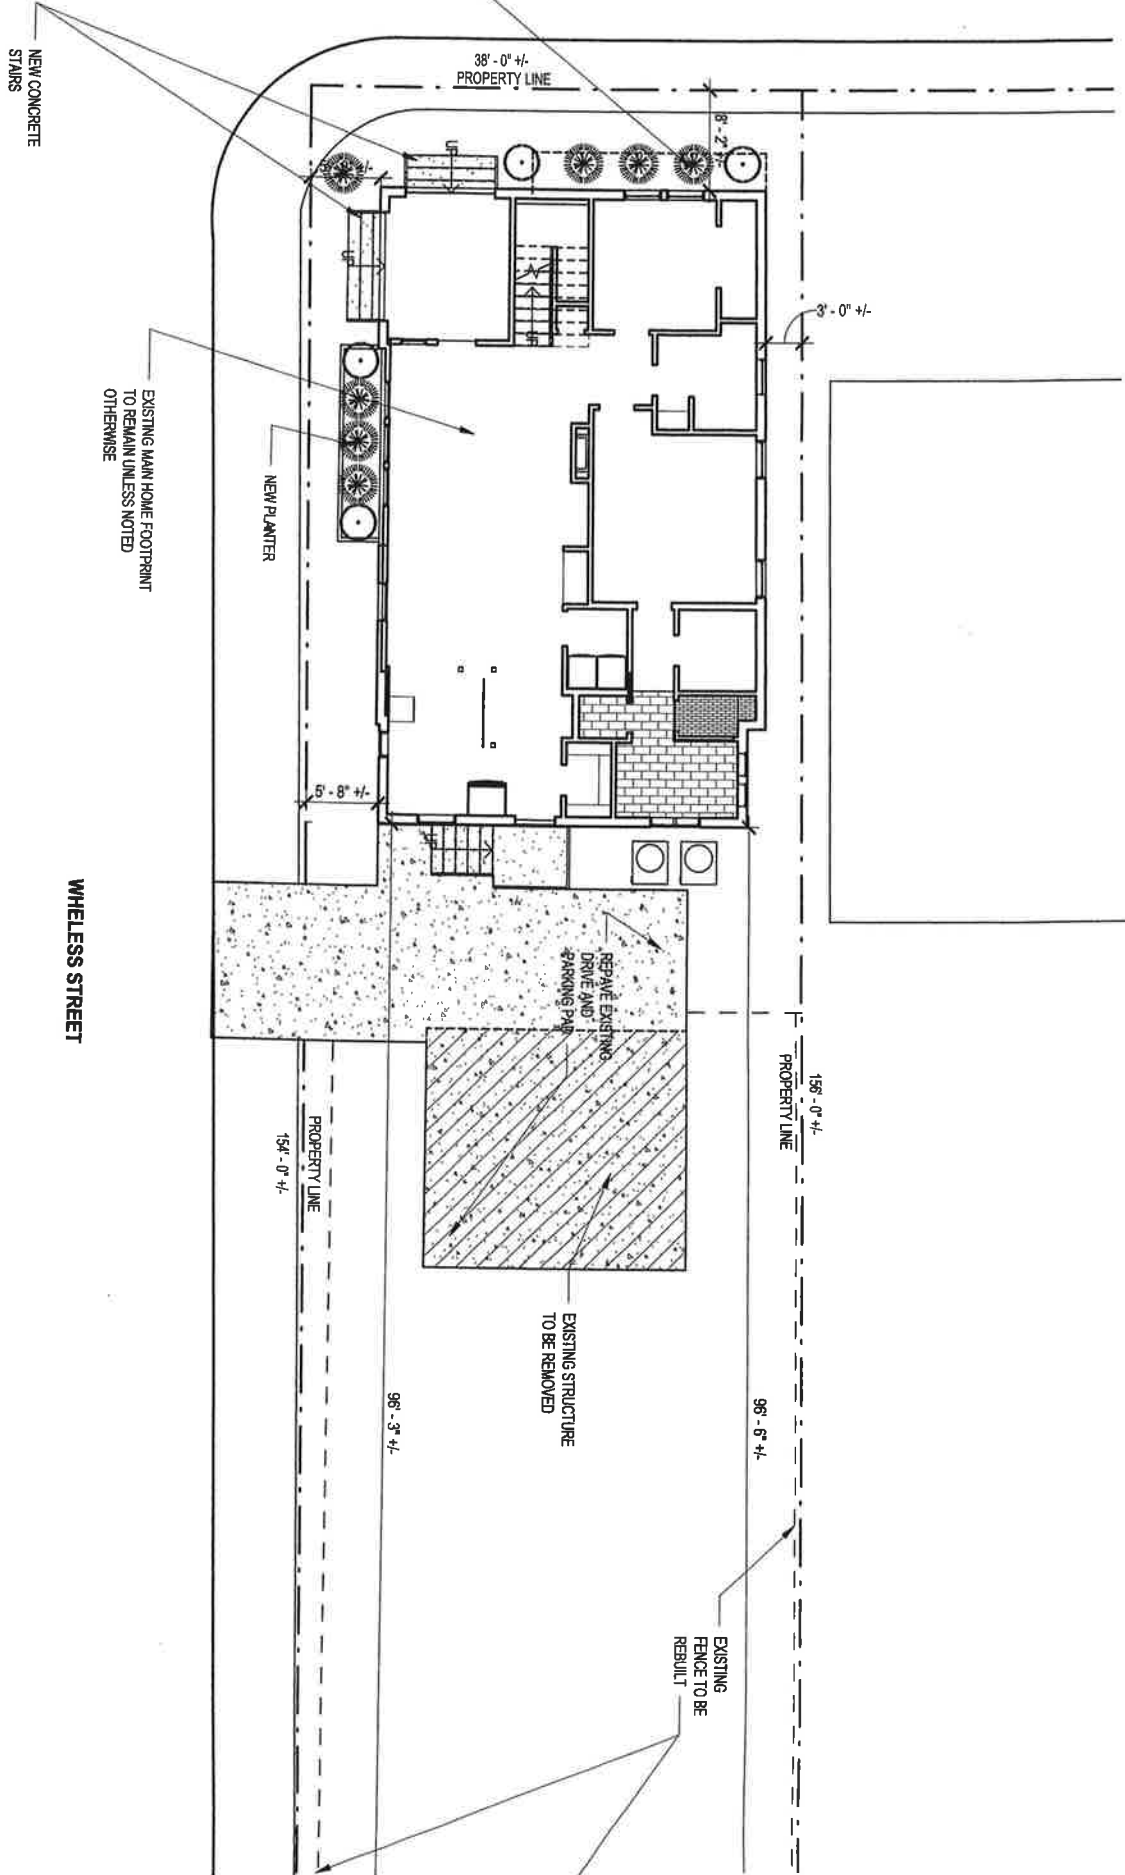 38' - 0" +/-
PROPERTY LINE
8' - 2" +/-
NEW CONCRETE
STAIRS
+/-
UP
UP
UP
3' - 0" +/-
EXISTING MAIN HOME FOOTPRINT
TO REMAIN UNLESS NOTED
OTHERWISE
NEW PLANTER
5' - 8" +/-
UP
WHELESS STREET
REPAVE EXISTING
DRIVE AND
PARKING PAD
156' - 0" +/-
PROPERTY LINE
PROPERTY LINE
154' - 0" +/-
EXISTING STRUCTURE
TO BE REMOVED
96' - 3" +/-
96' - 6" +/-
EXISTING
FENCE TO BE
REBUILT